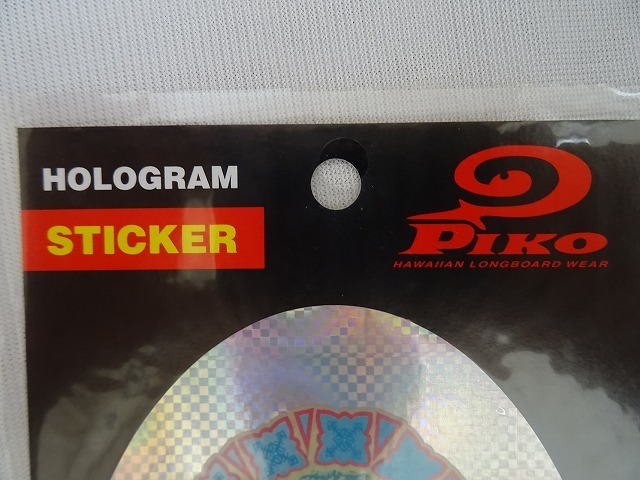 HOLOGRAM
STICKER
PIKO
HAWAIIAN LONGBOARD WEAR